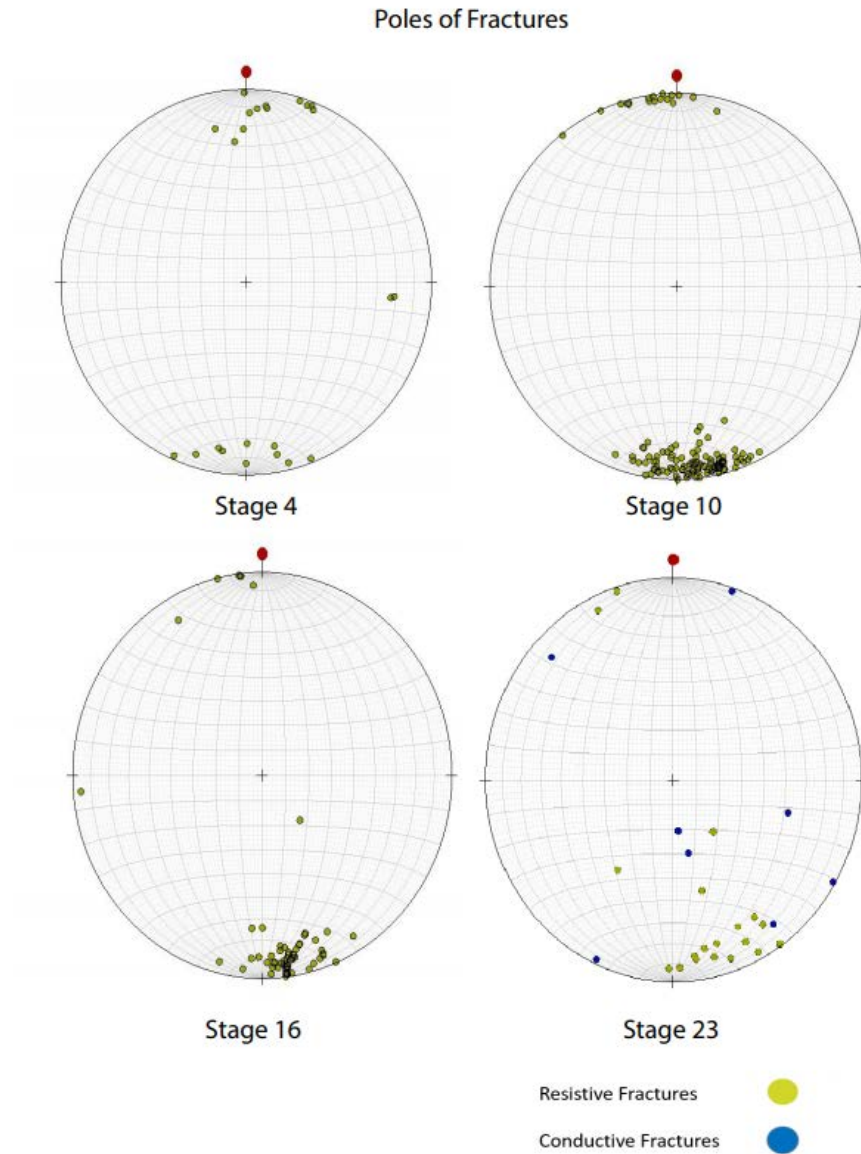 Poles of Fractures
Stage 4
Stage 10
Stage 16
Stage 23
Resistive Fractures
Conductive Fractures